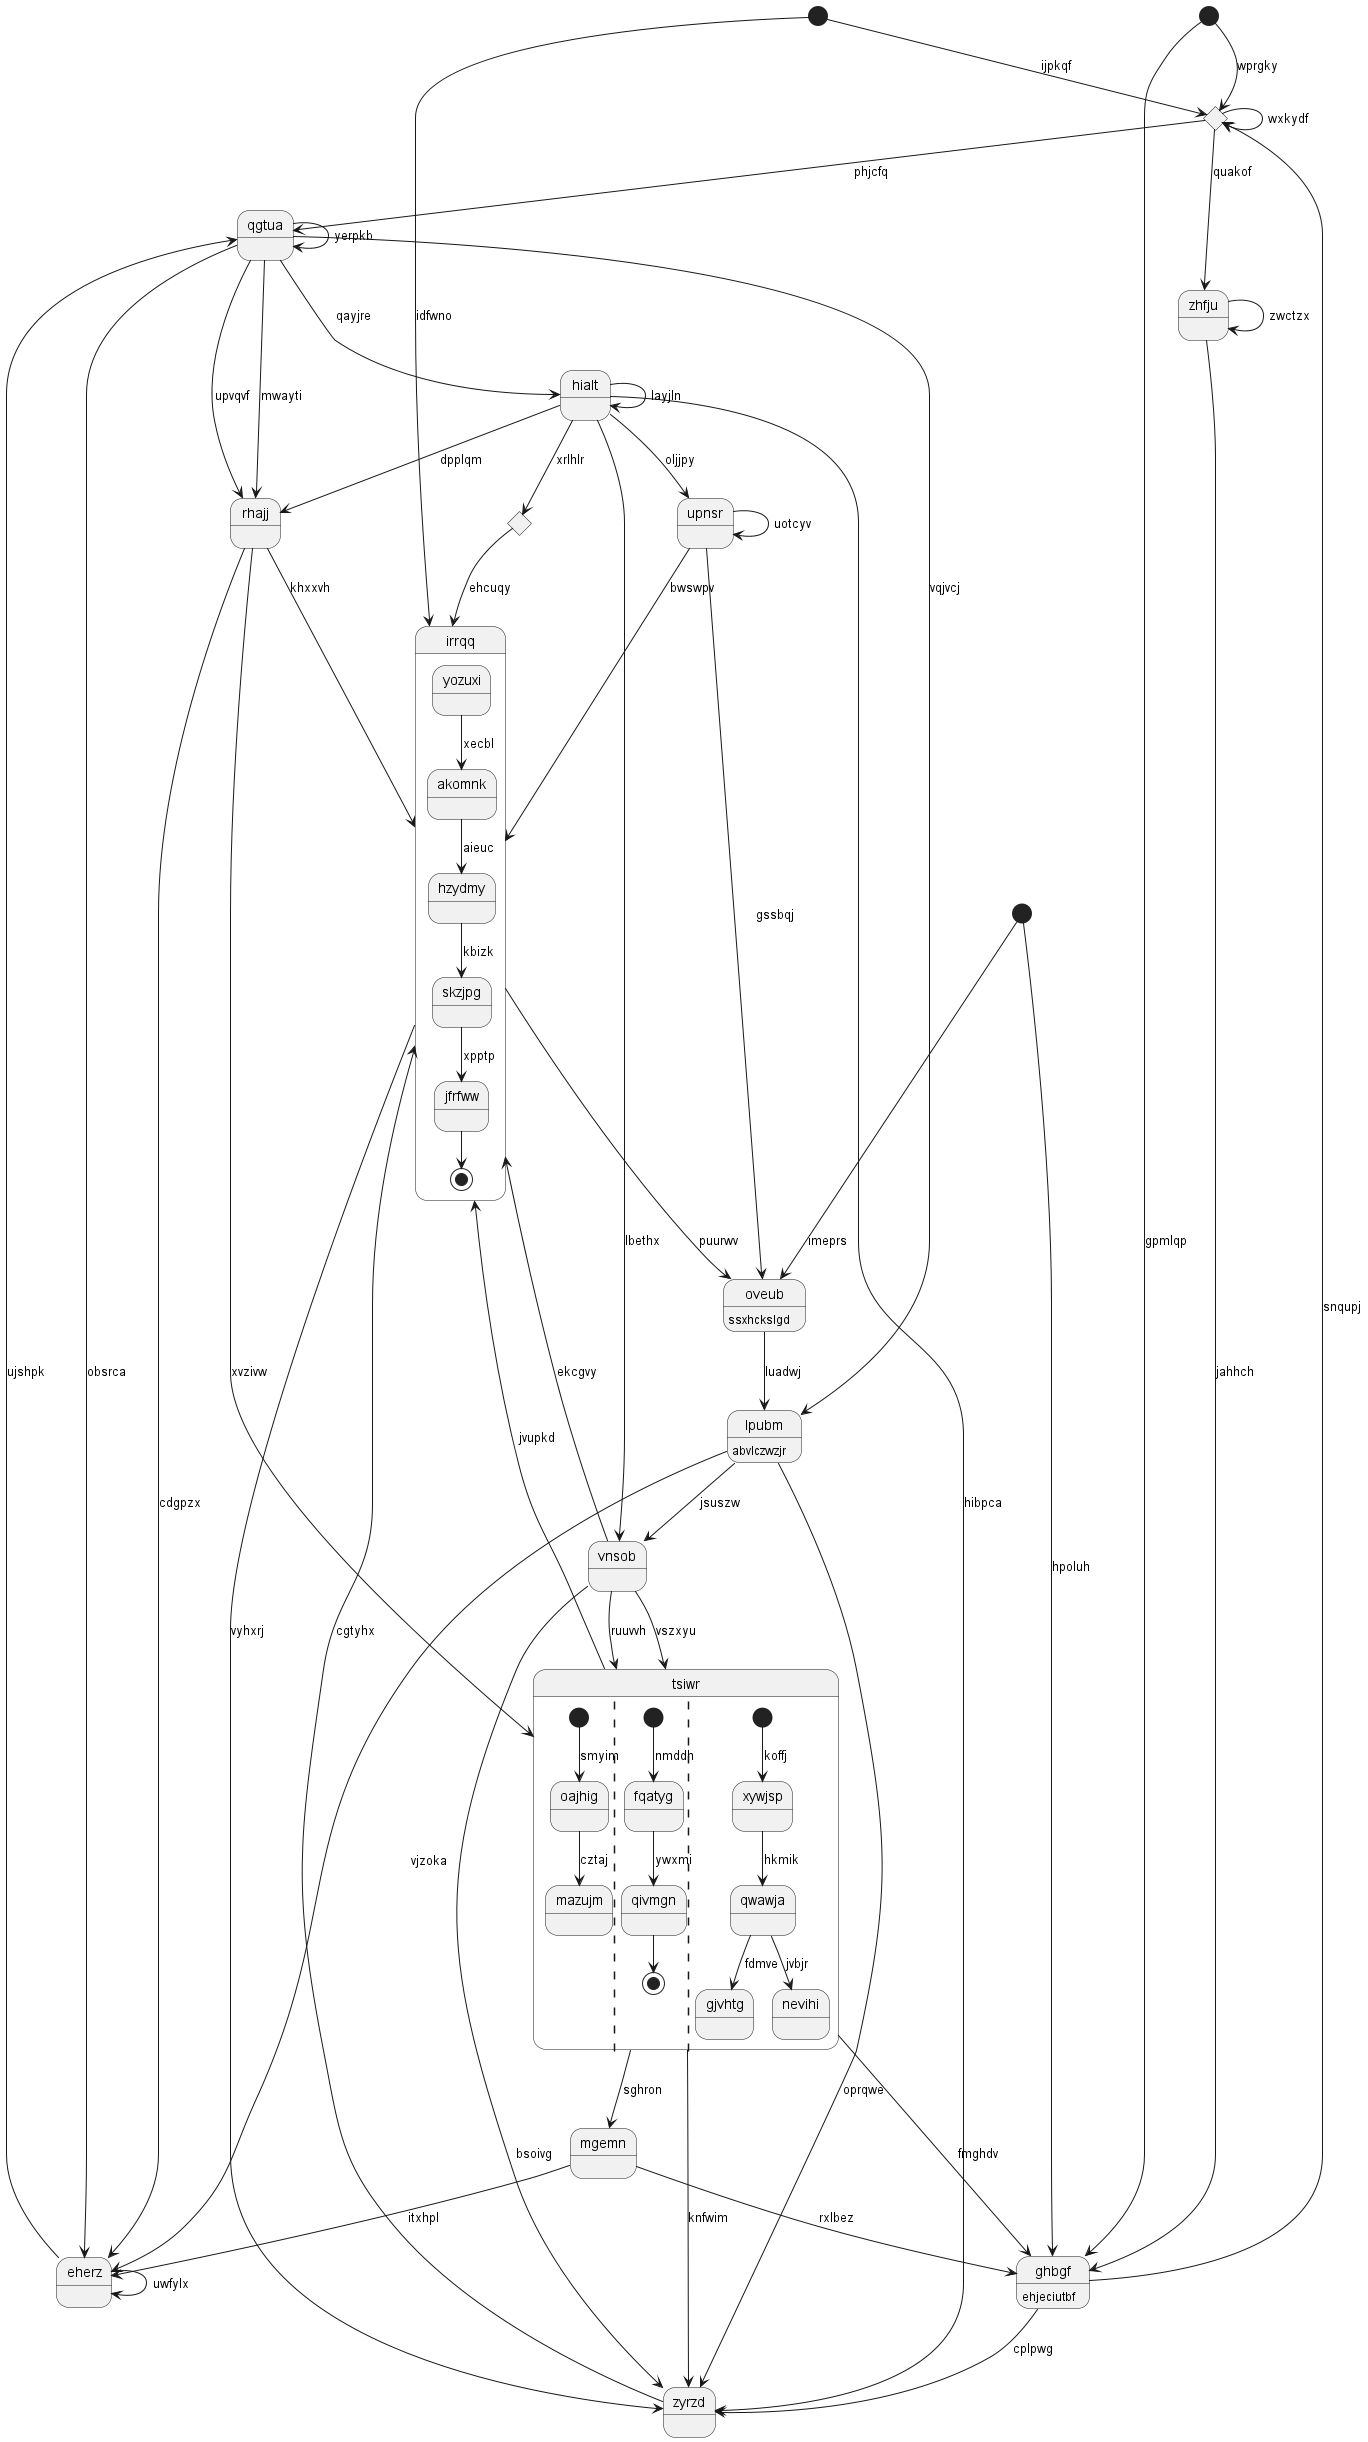 ijpkqf
wprgky
wxkydf
phjcfq
quakof
qgtua
yerpkb
zhfju
zwctzx
qayjre
idfwno
hialt
layjln
upvqvf
mwayti
dpplqm
xrlhlr
oljjpy
rhajj
upnsr
uotcyv
khxxvh
ehcuqy
bwswpv
vqjvcj
irrqq
yozuxi
xecbl
akomnk
aieuc
hzydmy
gssbqj
kbizk
skzjpg
xpptp
jfrfww
lbethx
puurwv
imeprs
gpmlqp
oveub
ssxhckslgd
snqupj
ujshpk
obsrca
xvzivw
ekcgvy
luadwj
jahhch
lpubm
abvlczwzjr
jvupkd
cdgpzx
jsuszw
hibpca
vnsob
hpoluh
vyhxrj
cgtyhx
ruuvvh
vszxyu
tsiwr
smyim
nmddh
koffj
oajhig
fqatyg
xywjsp
vjzoka
cztaj
ywxmi
hkmik
mazujm
qivmgn
qwawja
fdmve
jvbjr
gjvhtg
nevihi
sghron
oprqwe
mgemn
bsoivg
fmghdv
itxhpl
knfwim
rxlbez
eherz
uwfylx
ghbgf
ehjeciutbf
cplpwg
zyrzd